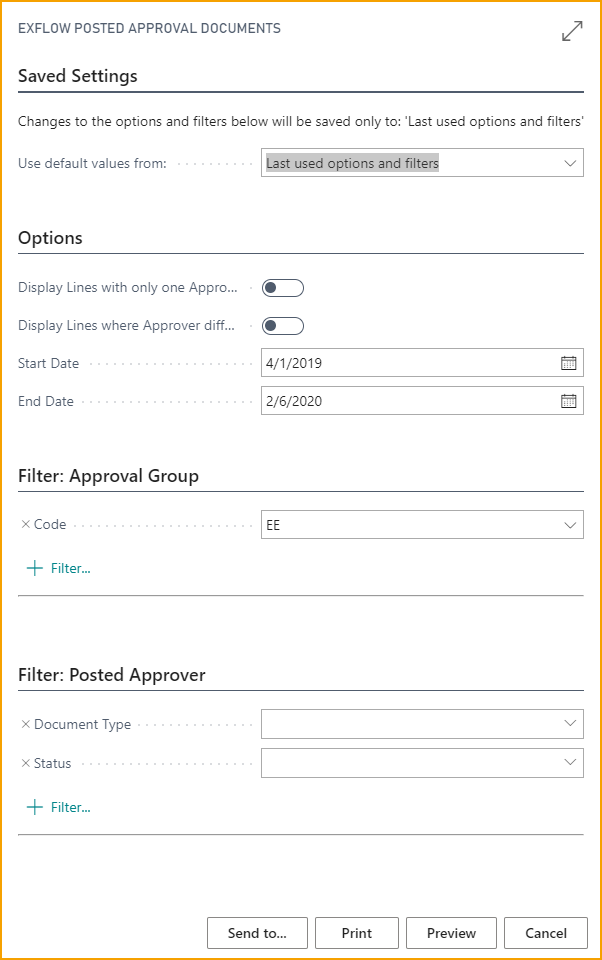 EXFLOW POSTED APPROVAL DOCUMENTS
Saved Settings
Changes to the options and filters below will be saved only to: 'Last used options and filters'
Use default values from: Last used options and filters
Options
Display Lines with only one Appro...
Display Lines where Approver diff...
Start Date 4/1/2019
End Date 2/6/2020
Filter: Approval Group
Code EE
Filter...
Filter: Posted Approver
Document Type
Status
Filter...
Send to... Print Preview Cancel